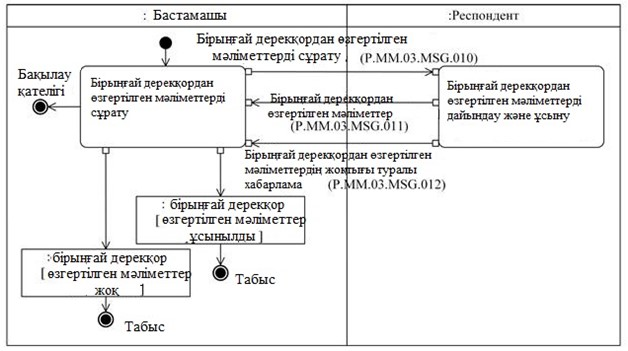 : Бастамашы
:Респондент
Бірыңғай дерекқордан өзгертілген
мәліметтерді сұрату . (P.MM.03.MSG.010)
Бақылау
қателігі
Бірыңғай дерекқордан
өзгертілген мәліметтерді
сұрату
Бірыңғай дерекқордан
өзгертілген мәліметтерді
дайындау және ұсыну
Бірыңғай дерекқордан
өзгертілген мәліметтер
(P.MM.03.MSG.011)
Бірыңғай дерекқордан өзгертілген
мәліметтердің жоқтығы туралы
хабарлама (P.MM.03.MSG.012)
: бірыңғай дерекқор
[ өзгертілген мәліметтер
ұсынылды ]
Табыс
: бірыңғай дерекқор
[ өзгертілген мәліметтер
жоқ ]
Табыс